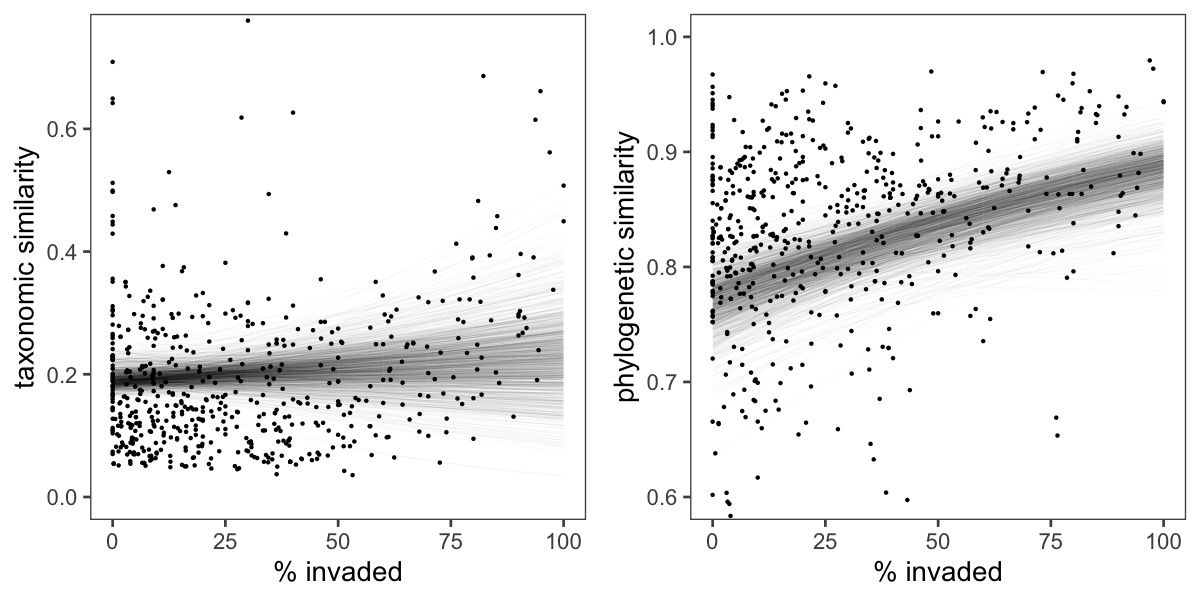 taxonomic similarity
0.6
0.4
0.2
0.0
0 25 50 75 100
% invaded
phylogenetic similarity
1.0
0.9
0.8
0.7
0.6
0 25 50 75 100
% invaded